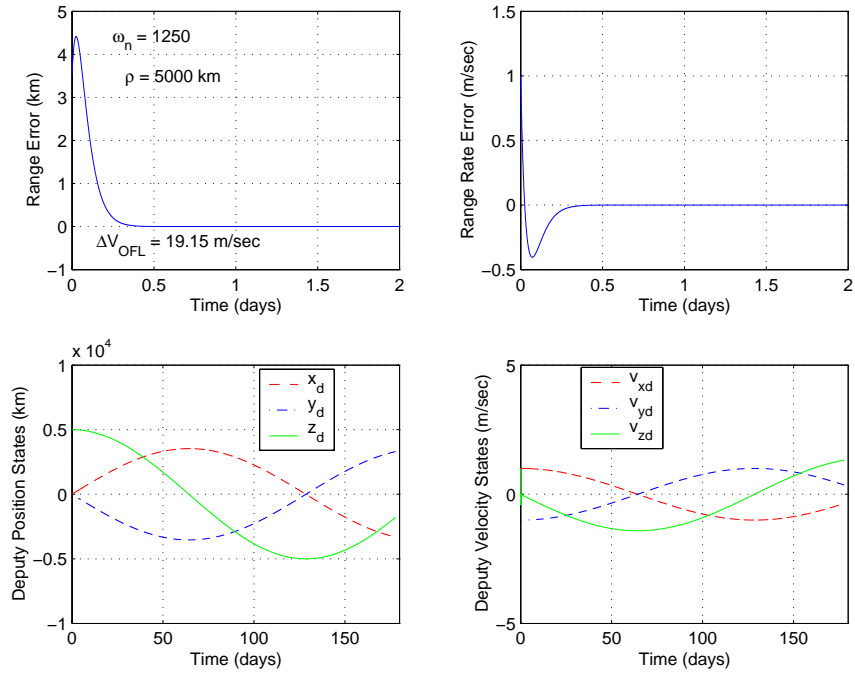 5
4
3
2
1
0
−1
0
0.5
1
1.5
2
Range Error (km)
Time (days)
ω_n = 1250
ρ = 5000 km
ΔV_OFL = 19.15 m/sec
1.5
1
0.5
0
−0.5
0
0.5
1
1.5
2
Range Rate Error (m/sec)
Time (days)
x 10^4
1
0.5
0
−0.5
−1
0
50
100
150
Deputy Position States (km)
Time (days)
x_d
y_d
z_d
5
0
−5
0
50
100
150
Deputy Velocity States (m/sec)
Time (days)
v_xd
v_yd
v_zd